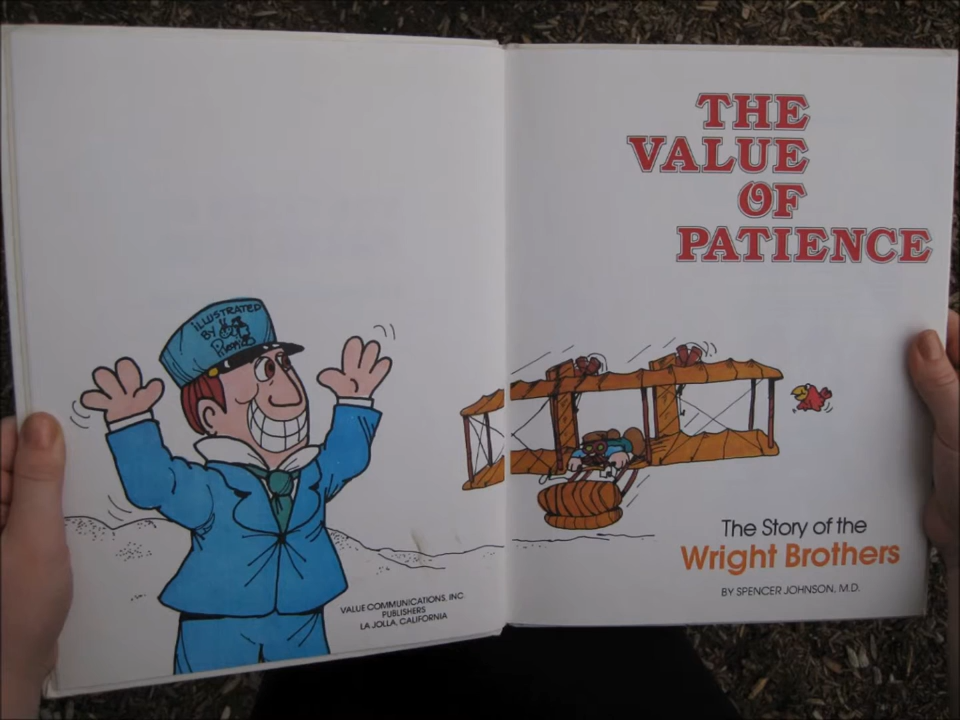 ILLUSTRATED
BY
VALUE COMMUNICATIONS, INC.
PUBLISHERS
LA JOLLA, CALIFORNIA
THE
VALUE
OF
PATIENCE
The Story of the
Wright Brothers
BY SPENCER JOHNSON, M.D.